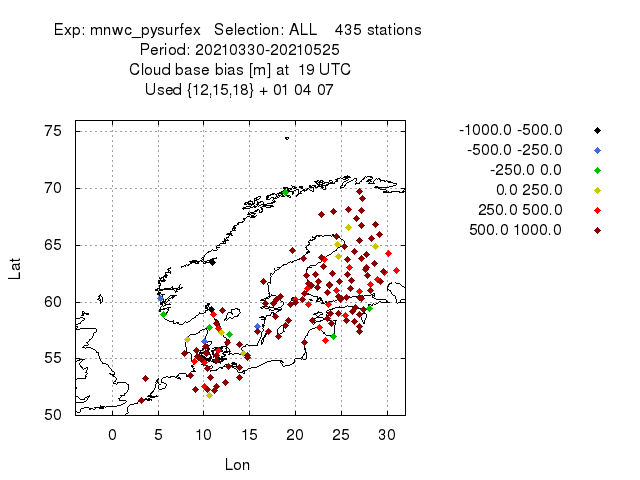 Exp: mnwc_pysurfex   Selection: ALL    435 stations
Period: 20210330-20210525
Cloud base bias [m] at  19 UTC
Used {12,15,18} + 01 04 07
-1000.0 -500.0
-500.0 -250.0
-250.0 0.0
0.0 250.0
250.0 500.0
500.0 1000.0
75
70
65
60
55
50
Lat
0 5 10 15 20 25 30
Lon